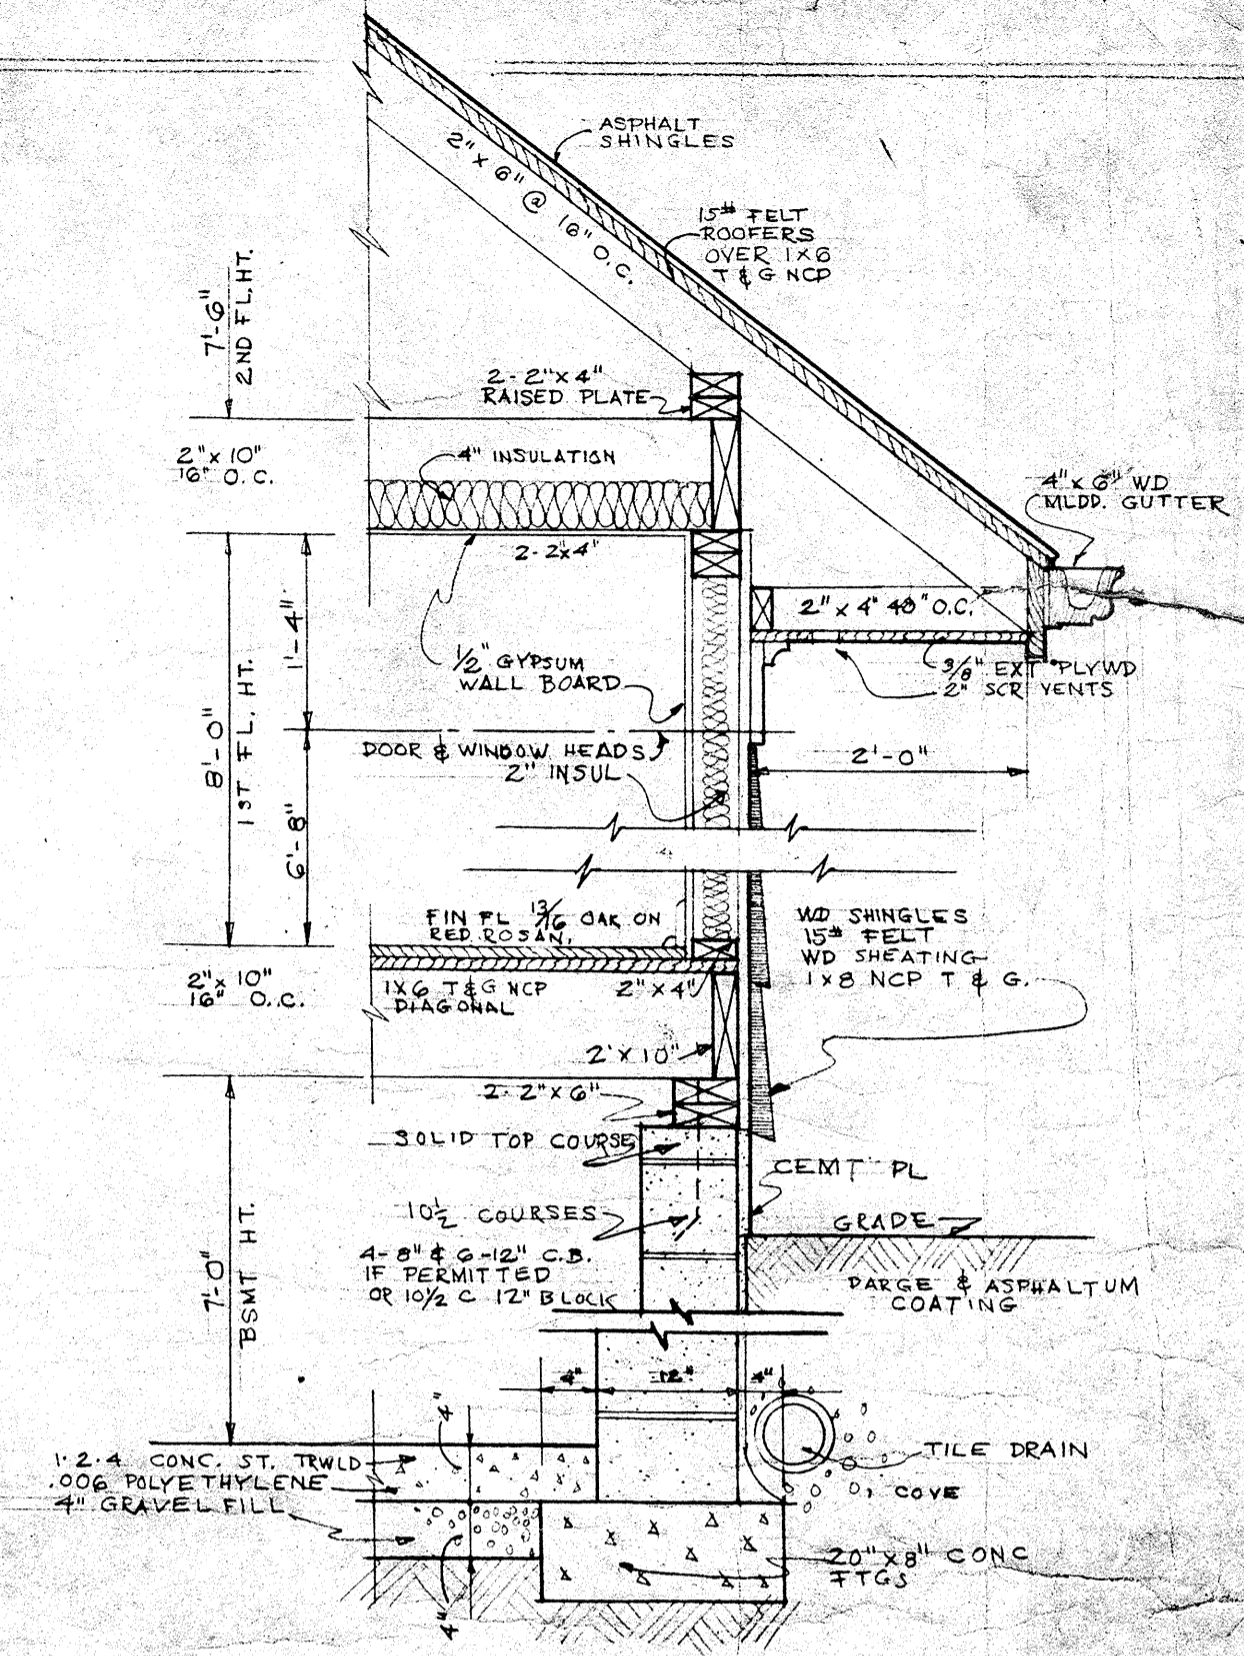 ASPHALT
SHINGLES
2" x 6" @ 16" O.C.
15# FELT
ROOFERS
OVER 1x6
T & G NCP
7'-6"
2ND FL. HT.
2-2"x4"
RAISED PLATE
2" x 10"
16" O.C.
4" INSULATION
4" x 6" WD
MLDD. GUTTER
2-2x4"
2" x 4" 48" O.C.
1'-4"
1/2" GYPSUM
WALL BOARD
3/8" EXT PLYWD
2" SCR VENTS
8'-0"
1ST FL. HT.
DOOR & WINDOW HEADS
2" INSUL
2'-0"
6'-8"
FIN FL 13/16 OAK ON
RED ROSAN,
WD SHINGLES
15# FELT
WD SHEATING
1x8 NCP T & G.
2" x 10"
16" O.C.
1X6 T&G NCP
DIAGONAL
2" x 4"
2' x 10"
2-2" x 6"
SOLID TOP COURSE
CEMT PL
10 1/2 COURSES
GRADE
4-8" & 6-12" C.B.
IF PERMITTED
OR 10 1/2 C 12" BLOCK
PARGE & ASPHALTUM
COATING
7'-0"
BSMT HT.
4"
12"
4"
4"
1-2-4 CONC. ST. TRWLD
.006 POLYETHYLENE
4" GRAVEL FILL
TILE DRAIN
COVE
20" x 8" CONC
FTGS
4"